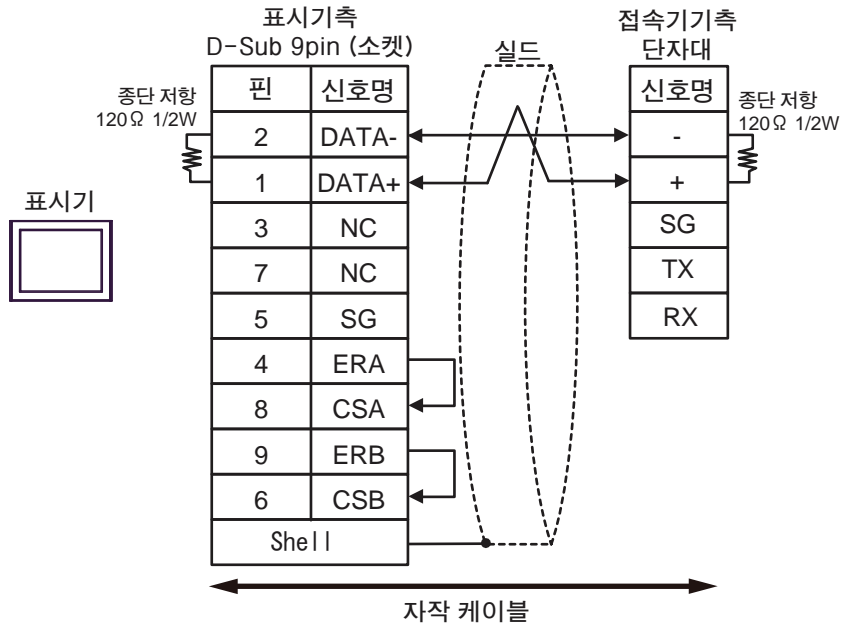 표시기측
D-Sub 9pin (소켓)
접속기기측
단자대
실드
종단 저항
120Ω 1/2W
종단 저항
120Ω 1/2W
표시기
핀 신호명
2 DATA-
1 DATA+
3 NC
7 NC
5 SG
4 ERA
8 CSA
9 ERB
6 CSB
Shell
신호명
-
+
SG
TX
RX
자작 케이블